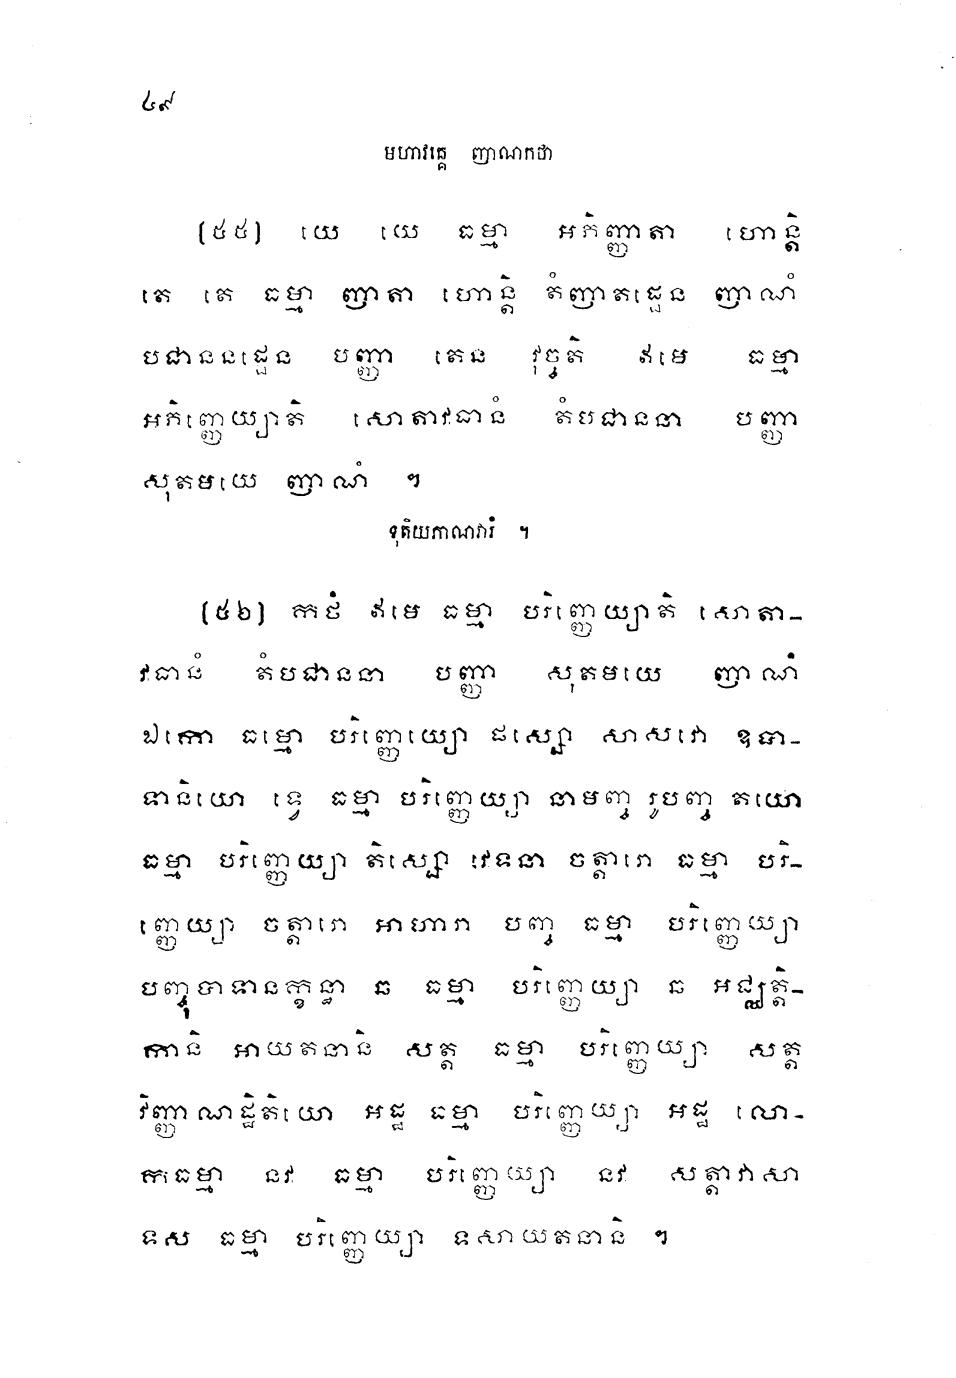 ៤៩
មហាវគ្គេ ញាណកថា
(៥៥) យេ យេ ធម្មា អភិញ្ញាតា ហោន្តិ
តេ តេ ធម្មា ញាតា ហោន្តិ តំញាតដ្ឋេន ញាណំ
បជាននដ្ឋេន បញ្ញា តេន វុច្ចតិ ឥមេ ធម្មា
អភិញ្ញេយ្យាតិ សោតាវធានំ តំបជាននា បញ្ញា
សុតមយេ ញាណំ ។
ទុតិយភាណវារំ ។
(៥៦) កថំ ឥមេ ធម្មា បរិញ្ញេយ្យាតិ សោតា-
វធានំ តំបជាននា បញ្ញា សុតមយេ ញាណំ
ឯកោ ធម្មោ បរិញ្ញេយ្យោ ផស្សោ សាសវោ ឧបា-
ទានិយោ ទ្វេ ធម្មា បរិញ្ញេយ្យា នាមញ្ច រូបញ្ច តយោ
ធម្មា បរិញ្ញេយ្យា តិស្សោ វេទនា ចត្តារោ ធម្មា បរិ-
ញ្ញេយ្យា ចត្តារោ អាហារា បញ្ច ធម្មា បរិញ្ញេយ្យា
បញ្ចុបាទានក្ខន្ធា ឆ ធម្មា បរិញ្ញេយ្យា ឆ អជ្ឈត្តិ-
កានិ អាយតនានិ សត្ត ធម្មា បរិញ្ញេយ្យា សត្ត
វិញ្ញាណដ្ឋិតិយោ អដ្ឋ ធម្មា បរិញ្ញេយ្យា អដ្ឋ លោ-
កធម្មា នវ ធម្មា បរិញ្ញេយ្យា នវ សត្តាវាសា
ទស ធម្មា បរិញ្ញេយ្យា ទសាយតនានិ ។